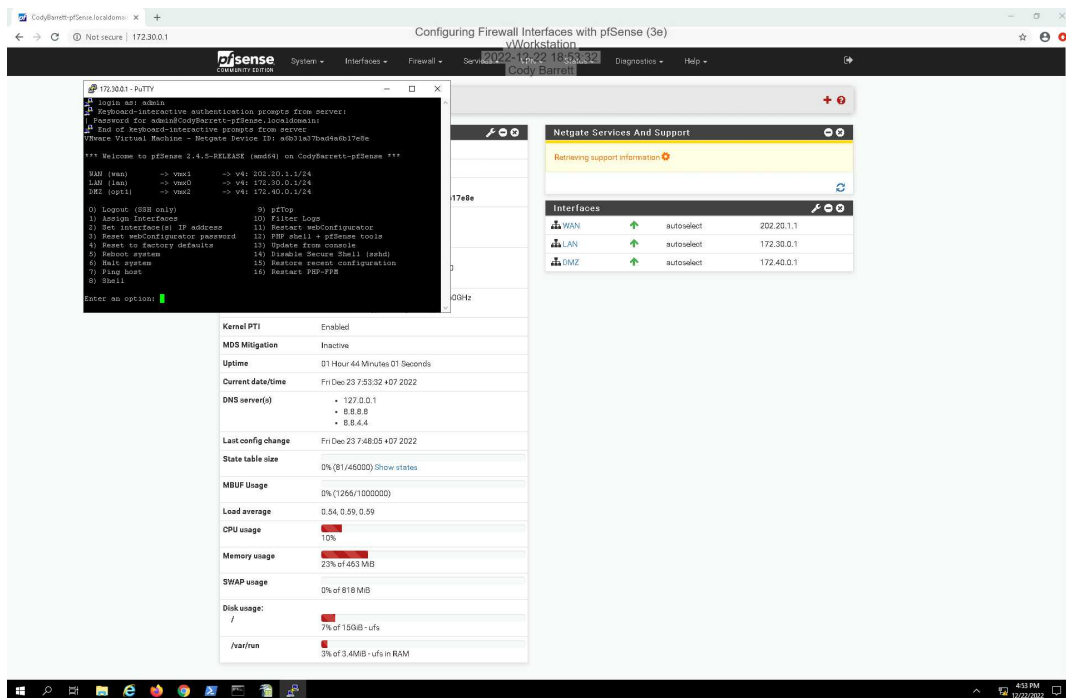 CodyBarrett-pfSense.localdomai
Not secure | 172.30.0.1
Configuring Firewall Interfaces with pfSense (3e)
vWorkstation
2022-12-22 18:53:32
Cody Barrett
pfsense
COMMUNITY EDITION
System
Interfaces
Firewall
Services
VPN
Status
Diagnostics
Help
172.30.0.1 - PuTTY
login as: admin
Keyboard-interactive authentication prompts from server:
| Password for admin@CodyBarrett-pfSense.localdomain:
End of keyboard-interactive prompts from server
VMware Virtual Machine - Netgate Device ID: a6b31a37bad4a6b17e8e
*** Welcome to pfSense 2.4.5-RELEASE (amd64) on CodyBarrett-pfSense ***
WAN (wan) -> vmx1 -> v4: 202.20.1.1/24
LAN (lan) -> vmx0 -> v4: 172.30.0.1/24
DMZ (opt1) -> vmx2 -> v4: 172.40.0.1/24
0) Logout (SSH only) 9) pfTop
1) Assign Interfaces 10) Filter Logs
2) Set interface(s) IP address 11) Restart webConfigurator
3) Reset webConfigurator password 12) PHP shell + pfSense tools
4) Reset to factory defaults 13) Update from console
5) Reboot system 14) Disable Secure Shell (sshd)
6) Halt system 15) Restore recent configuration
7) Ping host 16) Restart PHP-FPM
8) Shell
Enter an option:
17e8e
0GHz
Kernel PTI Enabled
MDS Mitigation Inactive
Uptime 01 Hour 44 Minutes 01 Seconds
Current date/time Fri Dec 23 7:53:32 +07 2022
DNS server(s)
• 127.0.0.1
• 8.8.8.8
• 8.8.4.4
Last config change Fri Dec 23 7:48:05 +07 2022
State table size
0% (81/46000) Show states
MBUF Usage
0% (1266/1000000)
Load average 0.54, 0.59, 0.59
CPU usage
10%
Memory usage
23% of 463 MiB
SWAP usage
0% of 818 MiB
Disk usage:
/
7% of 15GiB - ufs
/var/run
3% of 3.4MiB - ufs in RAM
Netgate Services And Support
Retrieving support information
Interfaces
WAN autoselect 202.20.1.1
LAN autoselect 172.30.0.1
DMZ autoselect 172.40.0.1
4:53 PM
12/22/2022